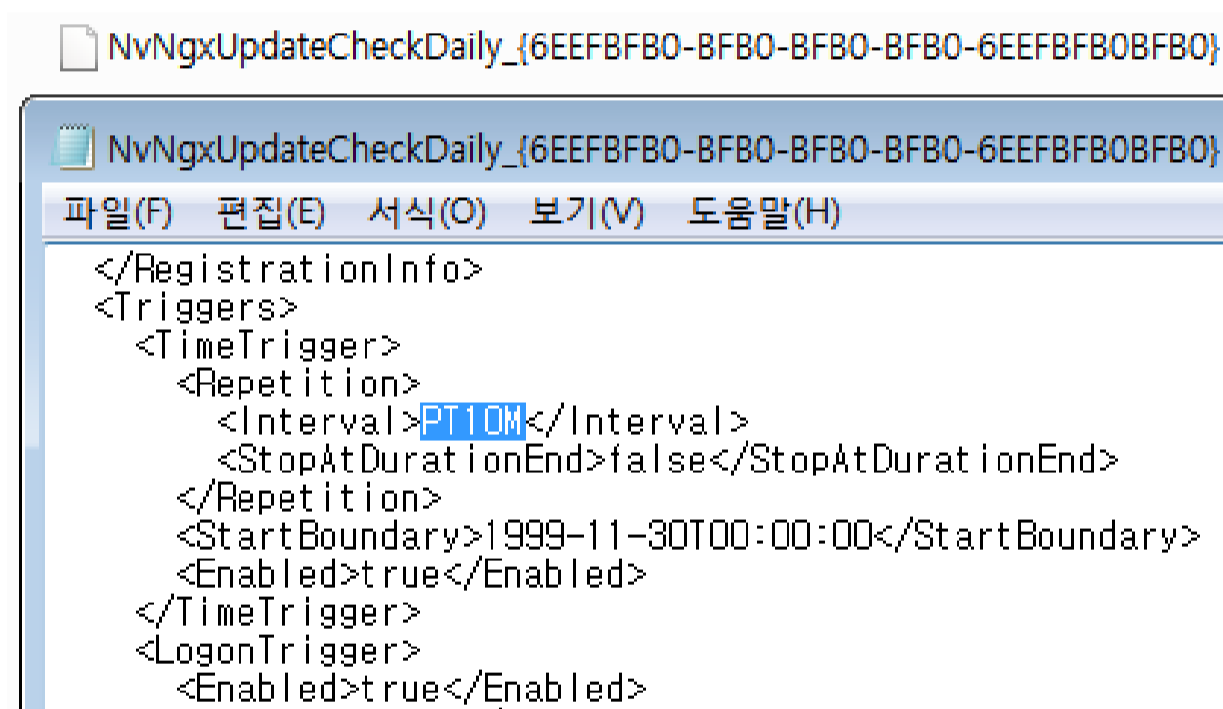 NvNgxUpdateCheckDaily_{6EEFBFB0-BFB0-BFB0-BFB0-6EEFBFB0BFB0}
NvNgxUpdateCheckDaily_{6EEFBFB0-BFB0-BFB0-BFB0-6EEFBFB0BFB0}
파일(F) 편집(E) 서식(O) 보기(V) 도움말(H)
</RegistrationInfo>
<Triggers>
<TimeTrigger>
<Repetition>
<Interval>PT10M</Interval>
<StopAtDurationEnd>false</StopAtDurationEnd>
</Repetition>
<StartBoundary>1999-11-30T00:00:00</StartBoundary>
<Enabled>true</Enabled>
</TimeTrigger>
<LogonTrigger>
<Enabled>true</Enabled>